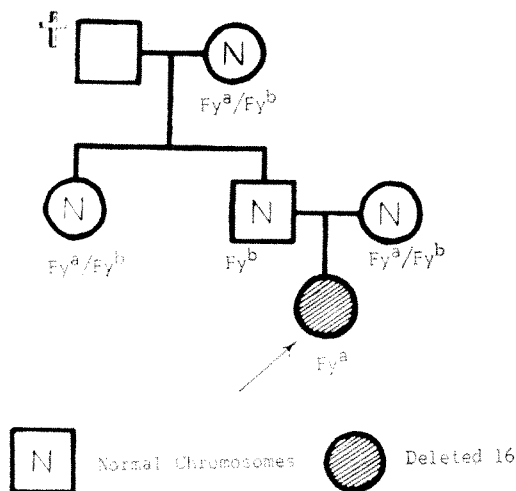 N
Fy^a/Fy^b
N
N
N
Fy^a/Fy^b
Fy^b
Fy^a/Fy^b
Fy^a
N
Normal Chromosomes
Deleted 16